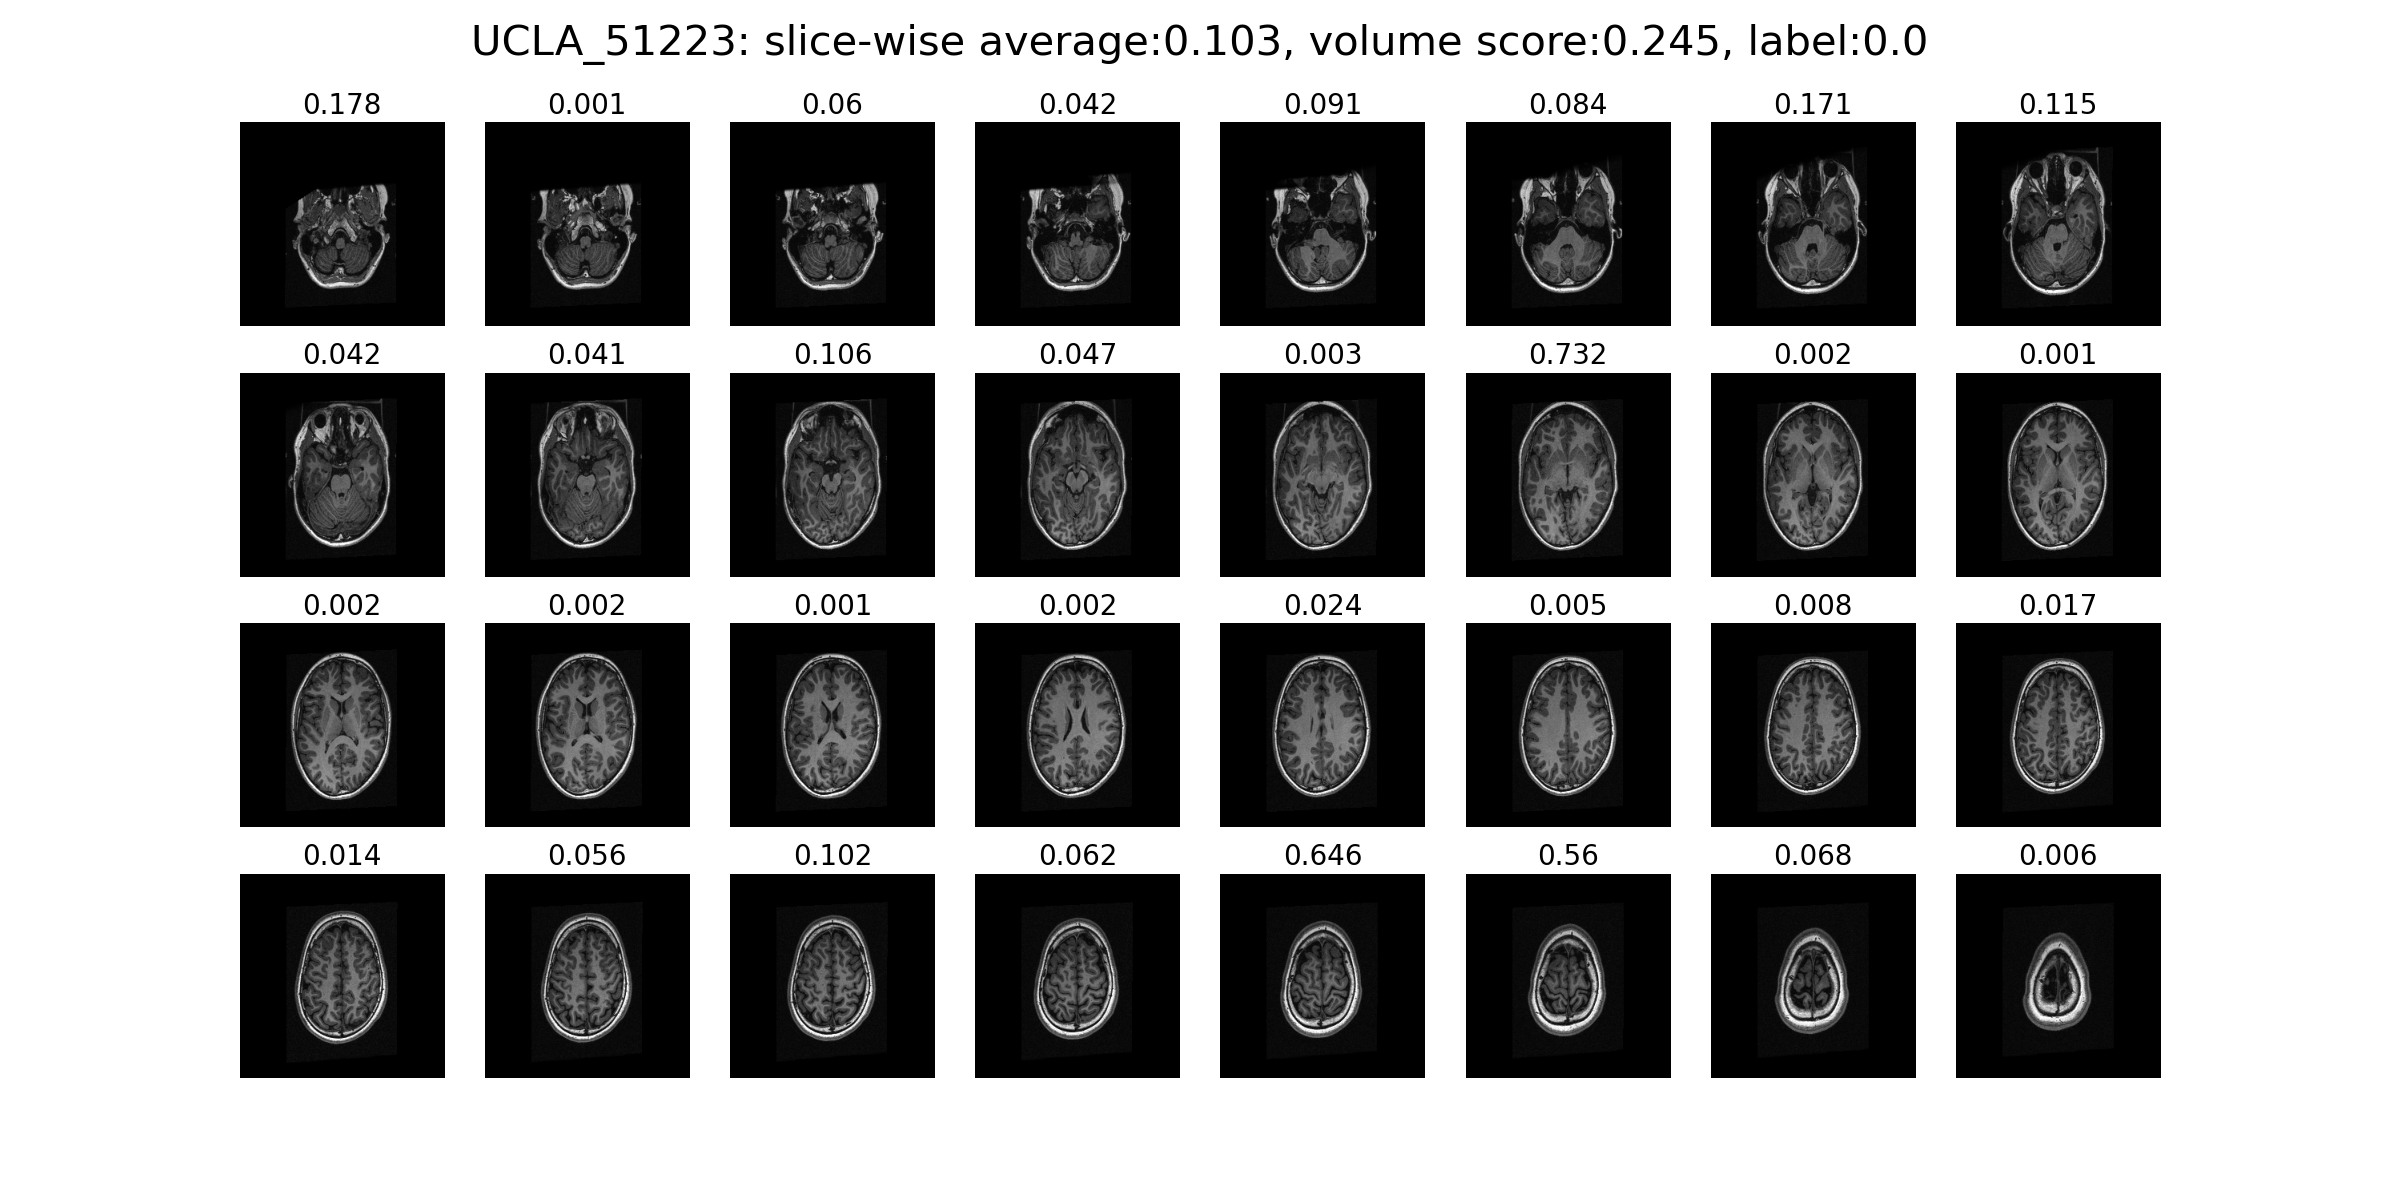 UCLA_51223: slice-wise average:0.103, volume score:0.245, label:0.0
0.178 0.001 0.06 0.042 0.091 0.084 0.171 0.115
0.042 0.041 0.106 0.047 0.003 0.732 0.002 0.001
0.002 0.002 0.001 0.002 0.024 0.005 0.008 0.017
0.014 0.056 0.102 0.062 0.646 0.56 0.068 0.006